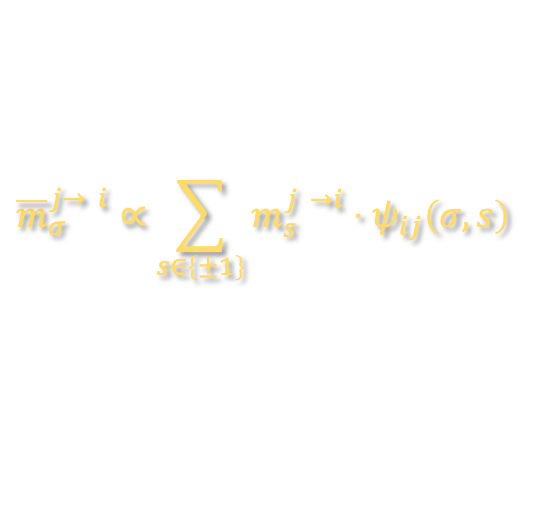 m̅_σ^{j→ i} ∝ ∑_{s∈{±1}} m_s^{j →i} · ψ_{ij}(σ, s)